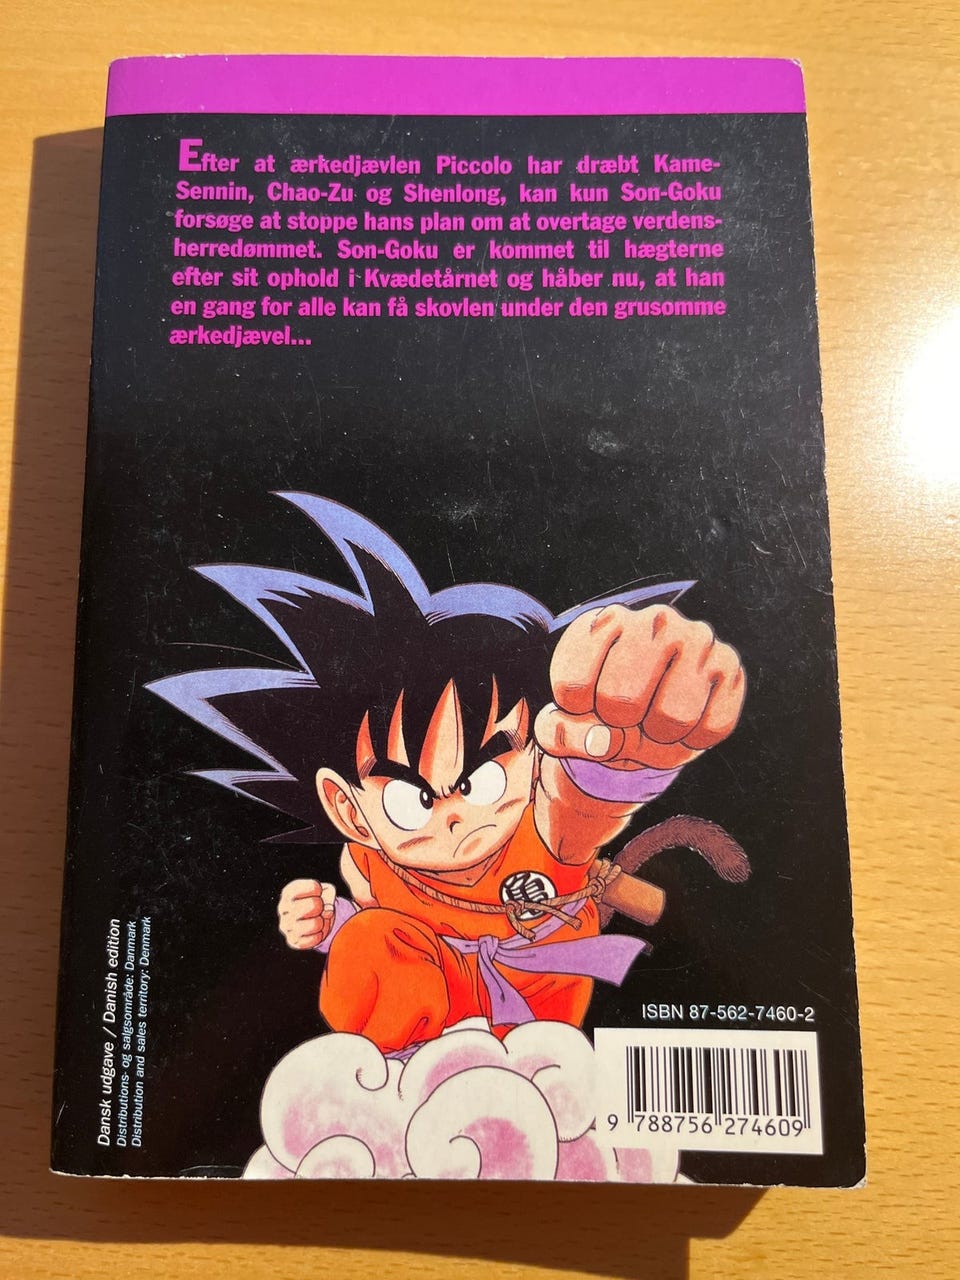 Efter at ærkedjævlen Piccolo har dræbt Kame-
Sennin, Chao-Zu og Shenlong, kan kun Son-Goku
forsøge at stoppe hans plan om at overtage verdens-
herredømmet. Son-Goku er kommet til hægterne
efter sit ophold i Kvædetårnet og håber nu, at han
en gang for alle kan få skovlen under den grusomme
ærkedjævel...
亀
Dansk udgave / Danish edition
Distributions- og salgsområde: Danmark
Distribution and sales territory: Denmark
ISBN 87-562-7460-2
9 788756 274609